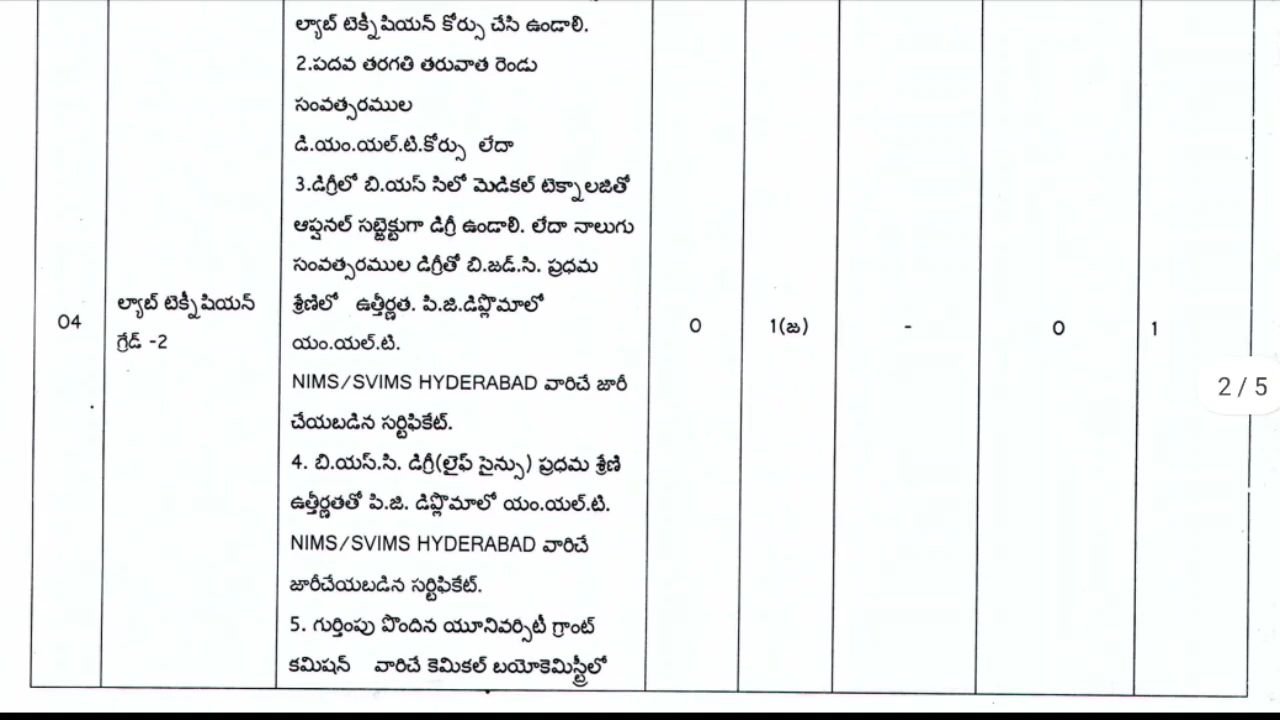 ల్యాబ్ టెక్నీషియన్ కోర్సు చేసి ఉండాలి.
2.పదవ తరగతి తరువాత రెండు
సంవత్సరముల
డి.యం.యల్.టి.కోర్సు లేదా
3.డిగ్రీలో బి.యస్ సిలో మెడికల్ టెక్నాలజితో
ఆప్షనల్ సబ్జెక్టుగా డిగ్రీ ఉండాలి. లేదా నాలుగు
సంవత్సరముల డిగ్రీతో బి.జడ్.సి. ప్రధమ
శ్రేణిలో ఉత్తీర్ణత. పి.జి.డిప్లొమాలో
యం.యల్.టి.
NIMS/SVIMS HYDERABAD వారిచే జారీ
చేయబడిన సర్టిఫికేట్.
4. బి.యస్.సి. డిగ్రీ(లైఫ్ సైన్సు) ప్రధమ శ్రేణి
ఉత్తీర్ణతతో పి.జి. డిప్లొమాలో యం.యల్.టి.
NIMS/SVIMS HYDERABAD వారిచే
జారీచేయబడిన సర్టిఫికేట్.
5. గుర్తింపు పొందిన యూనివర్సిటీ గ్రాంట్
కమిషన్ వారిచే కెమికల్ బయోకెమిస్ట్రీలో
04
ల్యాబ్ టెక్నీషియన్
గ్రేడ్ -2
0
1(జ)
-
0
1
2 / 5